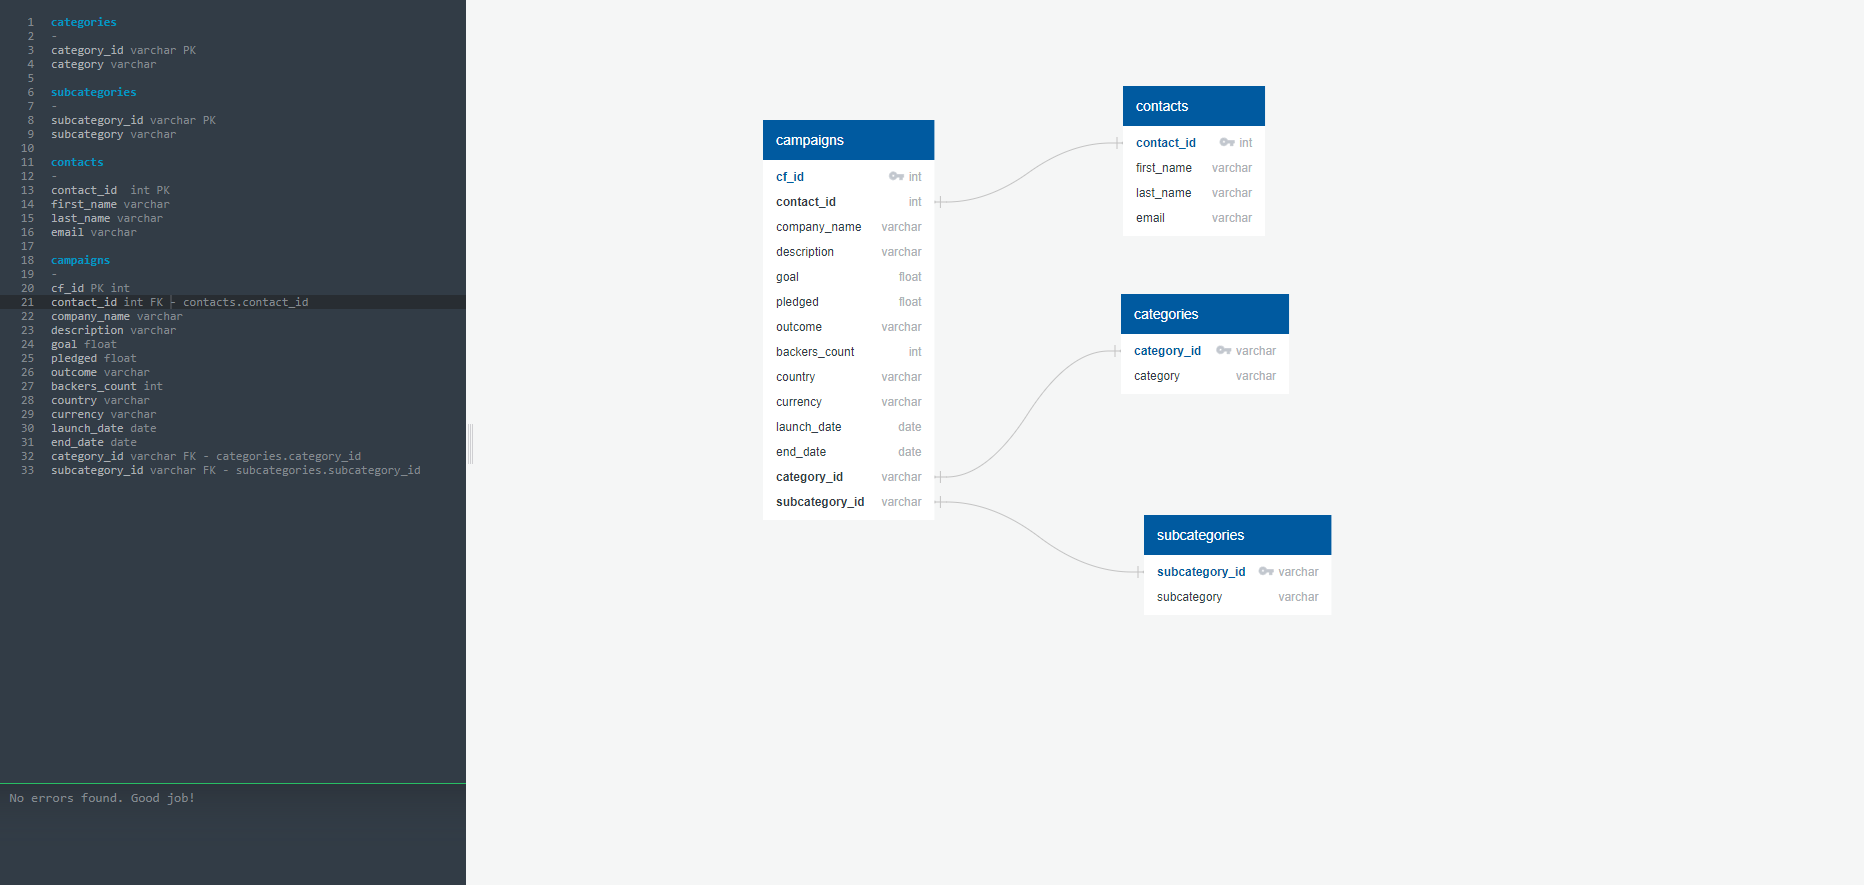 1 categories
2 -
3 category_id varchar PK
4 category varchar
5
6 subcategories
7 -
8 subcategory_id varchar PK
9 subcategory varchar
10
11 contacts
12 -
13 contact_id  int PK
14 first_name varchar
15 last_name varchar
16 email varchar
17
18 campaigns
19 -
20 cf_id PK int
21 contact_id int FK - contacts.contact_id
22 company_name varchar
23 description varchar
24 goal float
25 pledged float
26 outcome varchar
27 backers_count int
28 country varchar
29 currency varchar
30 launch_date date
31 end_date date
32 category_id varchar FK - categories.category_id
33 subcategory_id varchar FK - subcategories.subcategory_id
No errors found. Good job!
campaigns
cf_id int
contact_id int
company_name varchar
description varchar
goal float
pledged float
outcome varchar
backers_count int
country varchar
currency varchar
launch_date date
end_date date
category_id varchar
subcategory_id varchar
contacts
contact_id int
first_name varchar
last_name varchar
email varchar
categories
category_id varchar
category varchar
subcategories
subcategory_id varchar
subcategory varchar